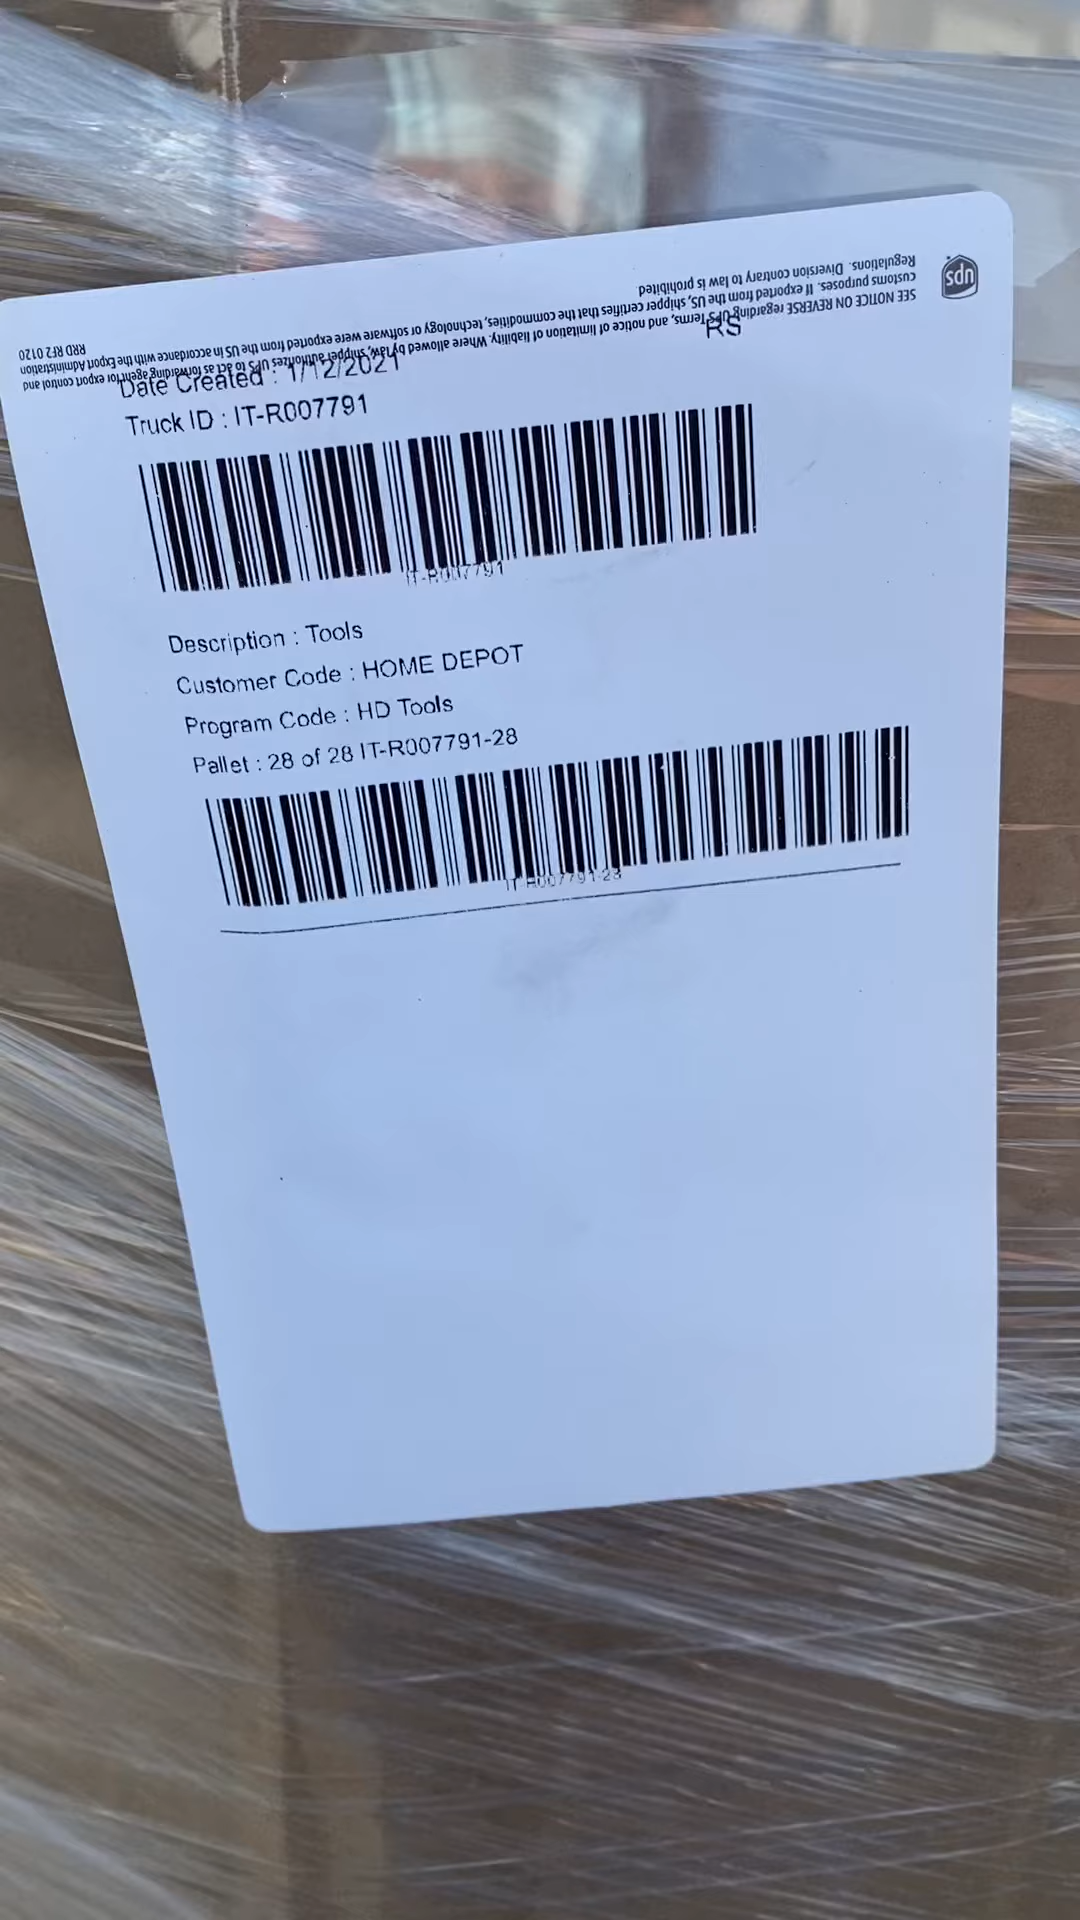 ups
SEE NOTICE ON REVERSE regarding UPS Terms, and notice of limitation of liability. Where allowed by law, shipper authorizes UPS to act as forwarding agent for export control and
customs purposes. If exported from the US, shipper certifies that the commodities, technology or software were exported from the US in accordance with the Export Administration
Regulations. Diversion contrary to law is prohibited
RRD RF2 0120
RS
Date Created : 1/12/2021
Truck ID : IT-R007791
IT-R007791
Description : Tools
Customer Code : HOME DEPOT
Program Code : HD Tools
Pallet : 28 of 28 IT-R007791-28
IT-R007791-28